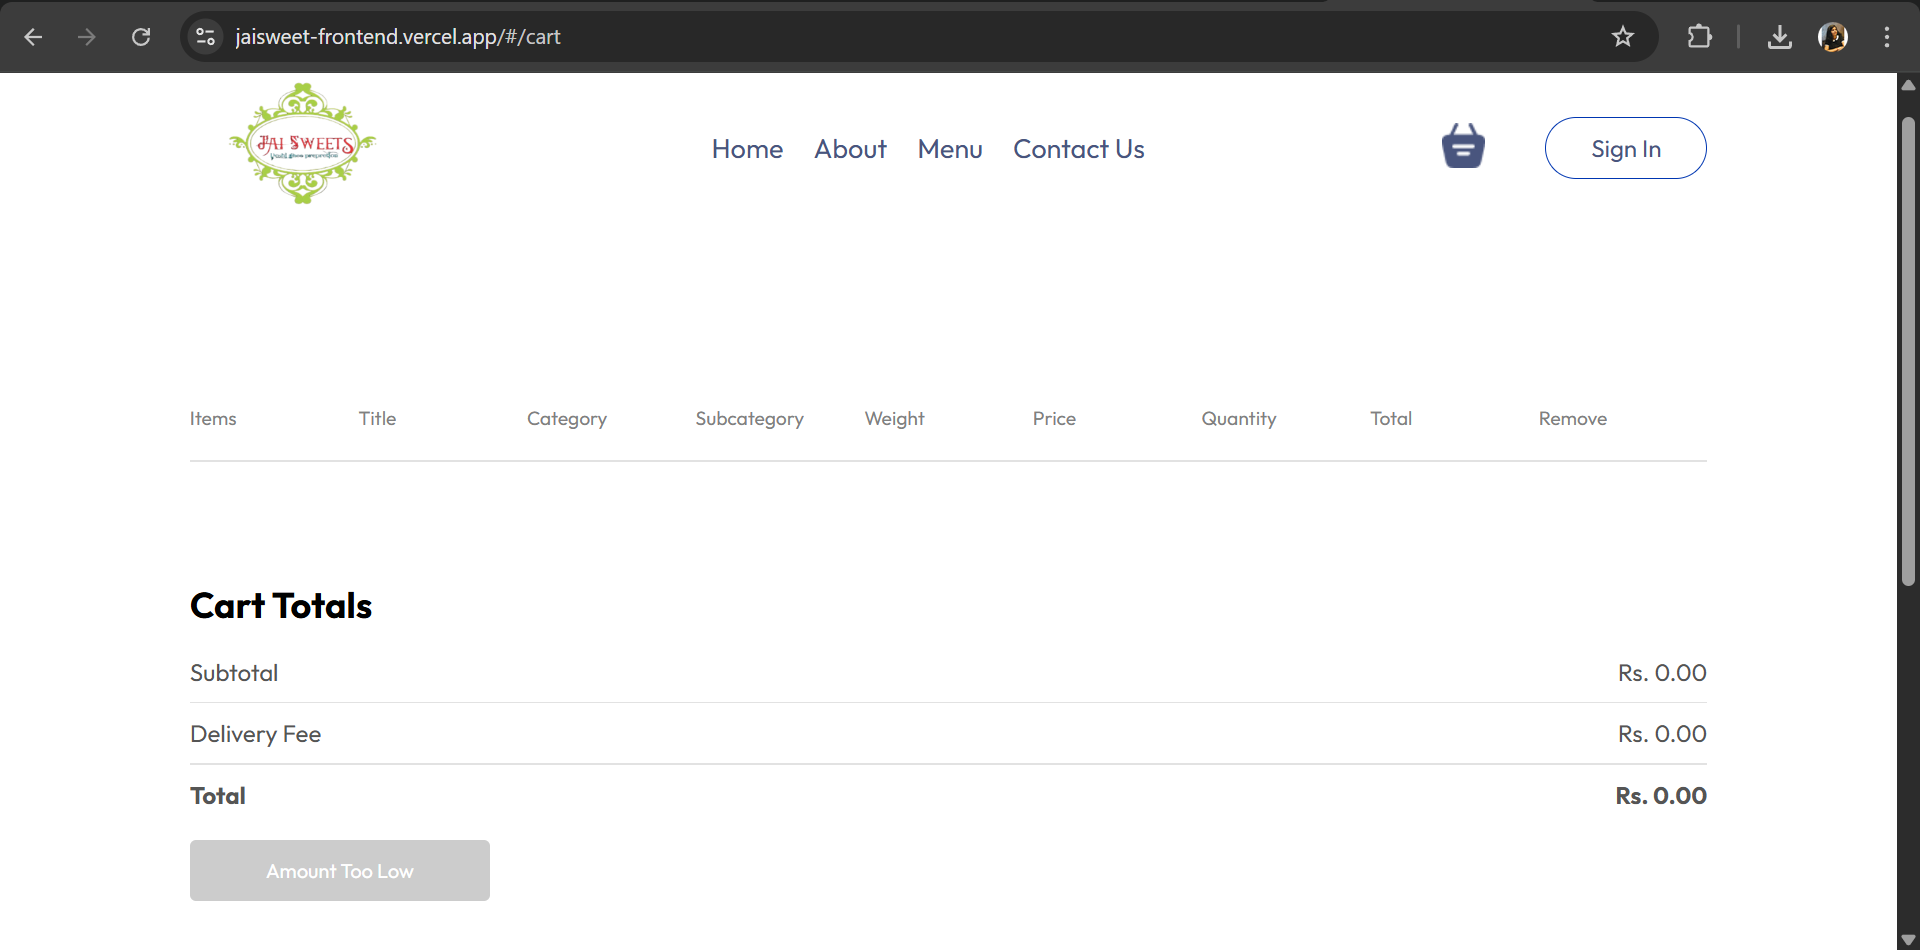 jaisweet-frontend.vercel.app/#/cart
JAI SWEETS
Home About Menu Contact Us
Sign In
Items Title Category Subcategory Weight Price Quantity Total Remove
Cart Totals
Subtotal Rs. 0.00
Delivery Fee Rs. 0.00
Total Rs. 0.00
Amount Too Low